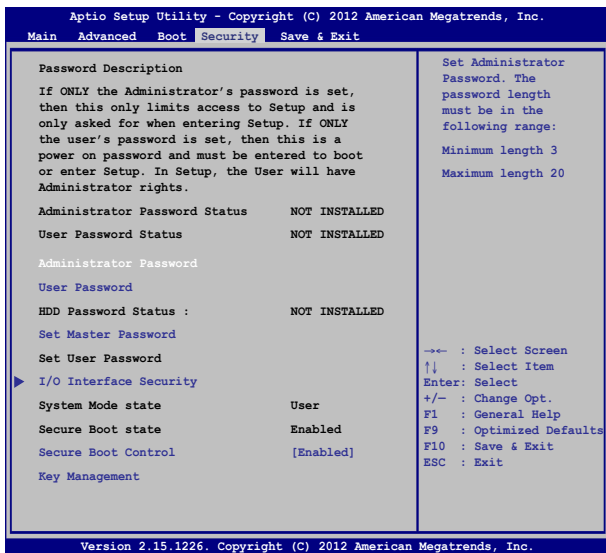 Aptio Setup Utility - Copyright (C) 2012 American Megatrends, Inc.
Main Advanced Boot Security Save & Exit
Password Description
If ONLY the Administrator's password is set,
then this only limits access to Setup and is
only asked for when entering Setup. If ONLY
the user's password is set, then this is a
power on password and must be entered to boot
or enter Setup. In Setup, the User will have
Administrator rights.
Administrator Password Status NOT INSTALLED
User Password Status NOT INSTALLED
Administrator Password
User Password
HDD Password Status : NOT INSTALLED
Set Master Password
Set User Password
I/O Interface Security
System Mode state User
Secure Boot state Enabled
Secure Boot Control [Enabled]
Key Management
Set Administrator
Password. The
password length
must be in the
following range:
Minimum length 3
Maximum length 20
→← : Select Screen
↑↓ : Select Item
Enter: Select
+/— : Change Opt.
F1 : General Help
F9 : Optimized Defaults
F10 : Save & Exit
ESC : Exit
Version 2.15.1226. Copyright (C) 2012 American Megatrends, Inc.